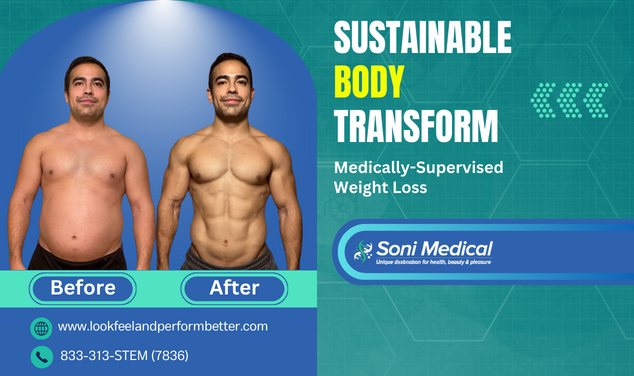 SUSTAINABLE
BODY
TRANSFORM
Medically-Supervised
Weight Loss
Soni Medical
Unique destination for health, beauty & pleasure
Before
After
www.lookfeelandperformbetter.com
833-313-STEM (7836)